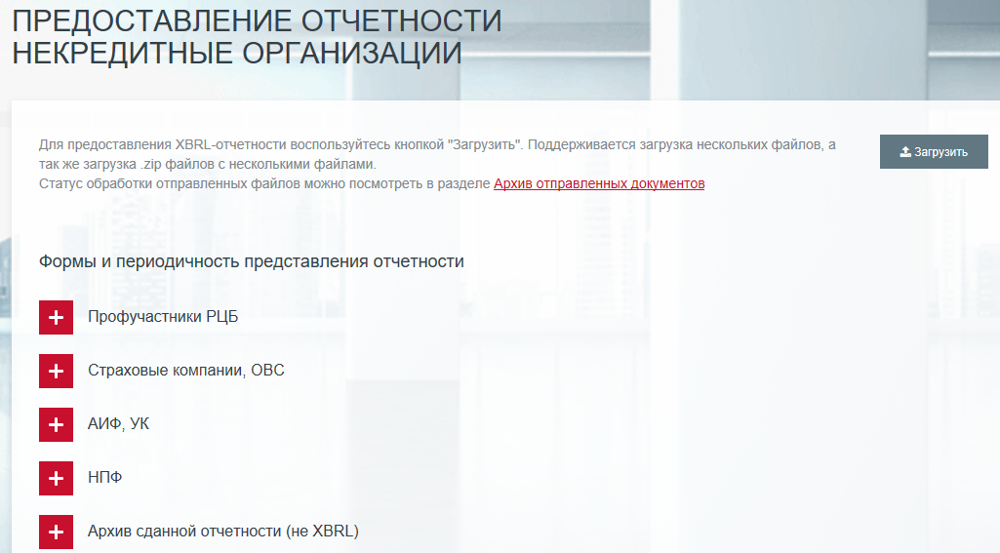 ПРЕДОСТАВЛЕНИЕ ОТЧЕТНОСТИ
НЕКРЕДИТНЫЕ ОРГАНИЗАЦИИ
Для предоставления XBRL-отчетности воспользуйтесь кнопкой "Загрузить". Поддерживается загрузка нескольких файлов, а
так же загрузка .zip файлов с несколькими файлами.
Статус обработки отправленных файлов можно посмотреть в разделе Архив отправленных документов
Загрузить
Формы и периодичность представления отчетности
Профучастники РЦБ
Страховые компании, ОВС
АИФ, УК
НПФ
Архив сданной отчетности (не XBRL)